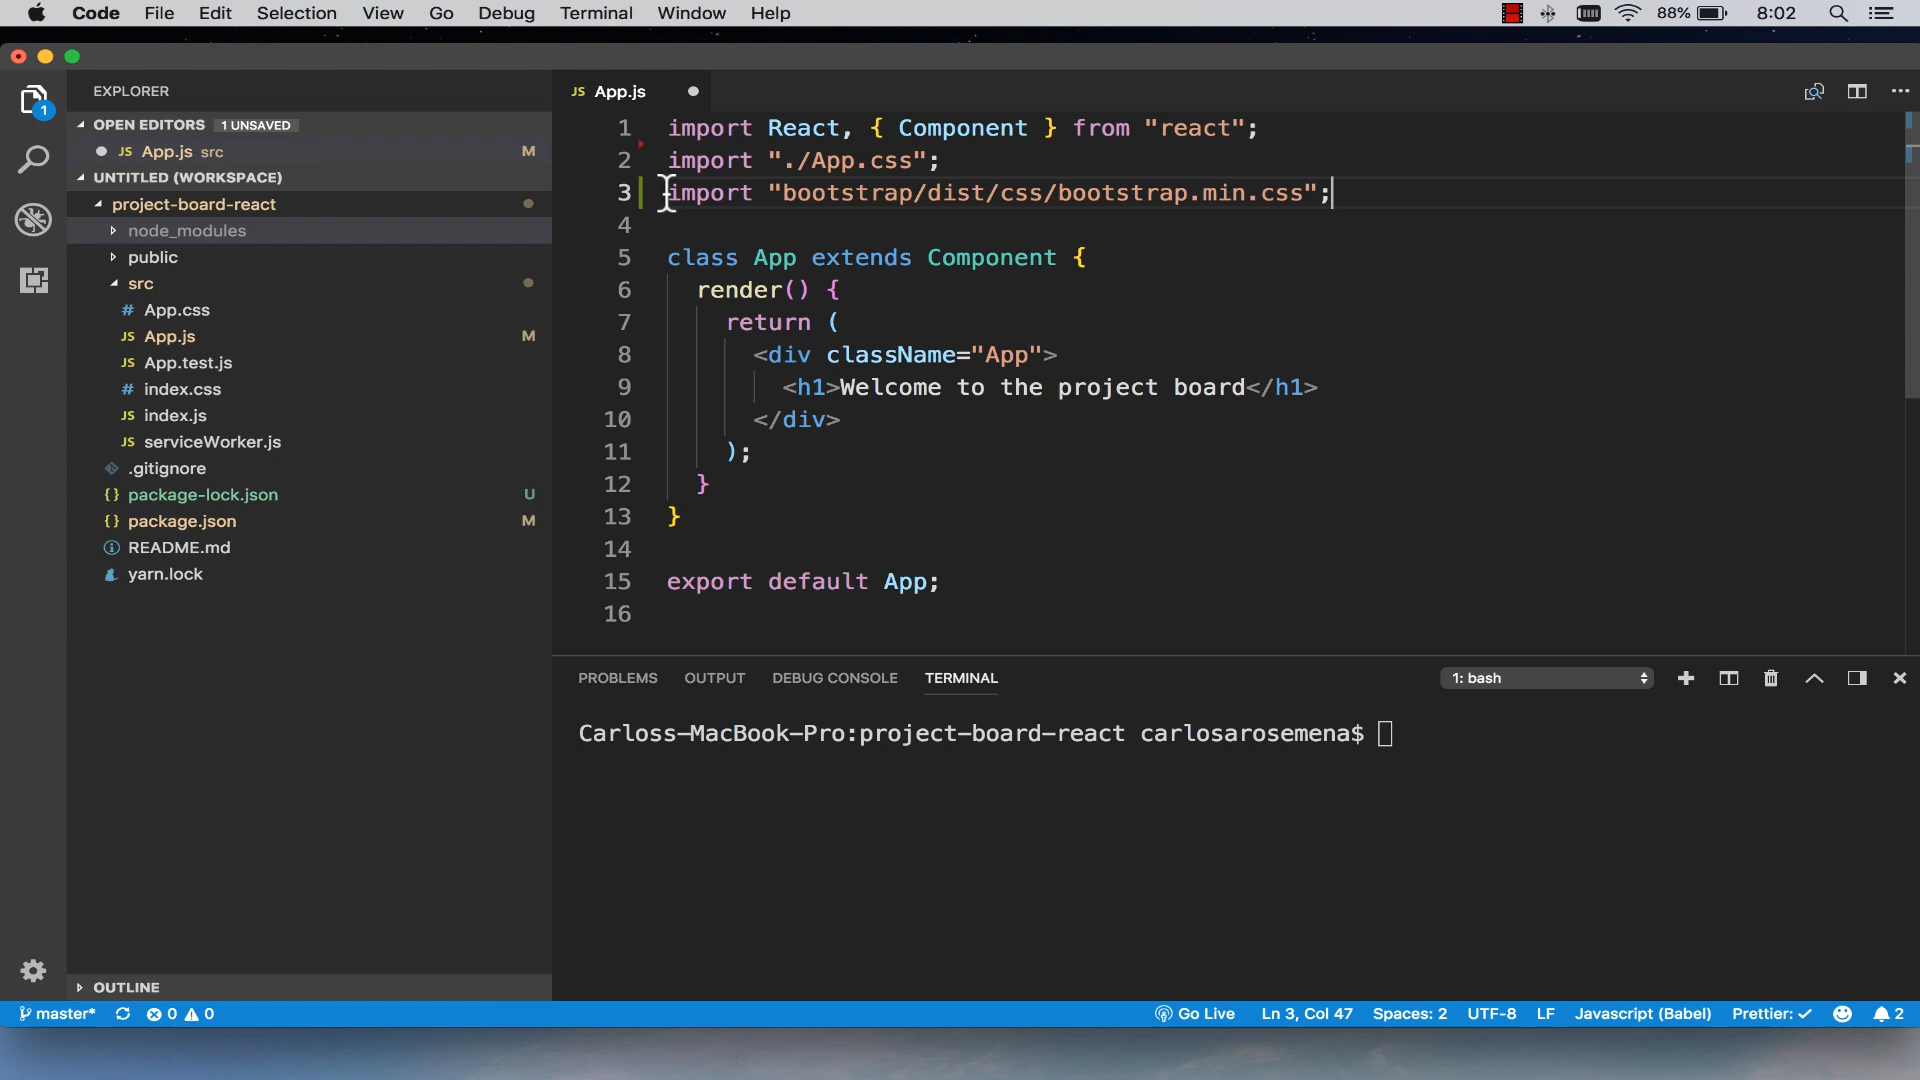 Code File Edit Selection View Go Debug Terminal Window Help 88% 8:02
EXPLORER
OPEN EDITORS 1 UNSAVED
JS App.js src M
UNTITLED (WORKSPACE)
project-board-react
node_modules
public
src
# App.css
JS App.js M
JS App.test.js
# index.css
JS index.js
JS serviceWorker.js
.gitignore
{} package-lock.json U
{} package.json M
README.md
yarn.lock
OUTLINE
JS App.js
1 import React, { Component } from "react";
2 import "./App.css";
3 import "bootstrap/dist/css/bootstrap.min.css";
4
5 class App extends Component {
6 render() {
7 return (
8 <div className="App">
9 <h1>Welcome to the project board</h1>
10 </div>
11 );
12 }
13 }
14
15 export default App;
16
PROBLEMS OUTPUT DEBUG CONSOLE TERMINAL 1: bash
Carloss-MacBook-Pro:project-board-react carlosarosemena$
master* 0 0 Go Live Ln 3, Col 47 Spaces: 2 UTF-8 LF Javascript (Babel) Prettier: ✓ 2
1